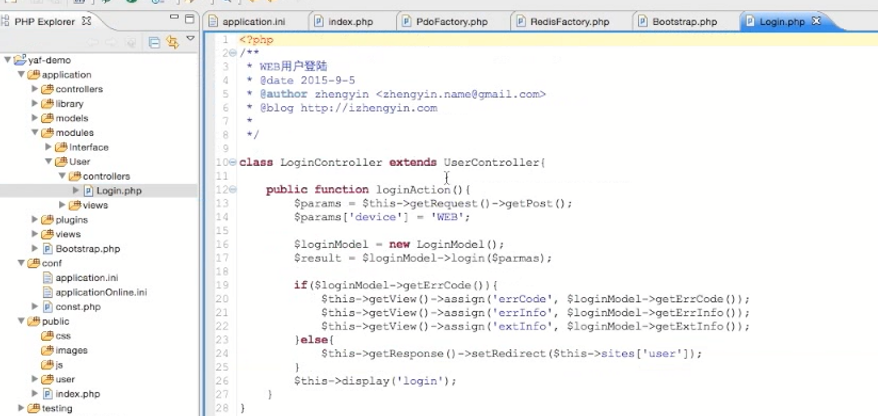 PHP Explorer
application.ini
index.php
PdoFactory.php
RedisFactory.php
Bootstrap.php
Login.php
yaf-demo
application
controllers
library
models
modules
Interface
User
controllers
Login.php
views
plugins
views
Bootstrap.php
conf
application.ini
applicationOnline.ini
const.php
public
css
images
js
user
index.php
testing
1 <?php
2 /**
3 * WEB用户登陆
4 * @date 2015-9-5
5 * @author zhengyin <zhengyin.name@gmail.com>
6 * @blog http://izhengyin.com
7 *
8 */
9
10 class LoginController extends UserController{
11
12 public function loginAction(){
13 $params = $this->getRequest()->getPost();
14 $params['device'] = 'WEB';
15
16 $loginModel = new LoginModel();
17 $result = $loginModel->login($parmas);
18
19 if($loginModel->getErrCode()){
20 $this->getView()->assign('errCode', $loginModel->getErrCode());
21 $this->getView()->assign('errInfo', $loginModel->getErrInfo());
22 $this->getView()->assign('extInfo', $loginModel->getExtInfo());
23 }else{
24 $this->getResponse()->setRedirect($this->sites['user']);
25 }
26 $this->display('login');
27 }
28 }